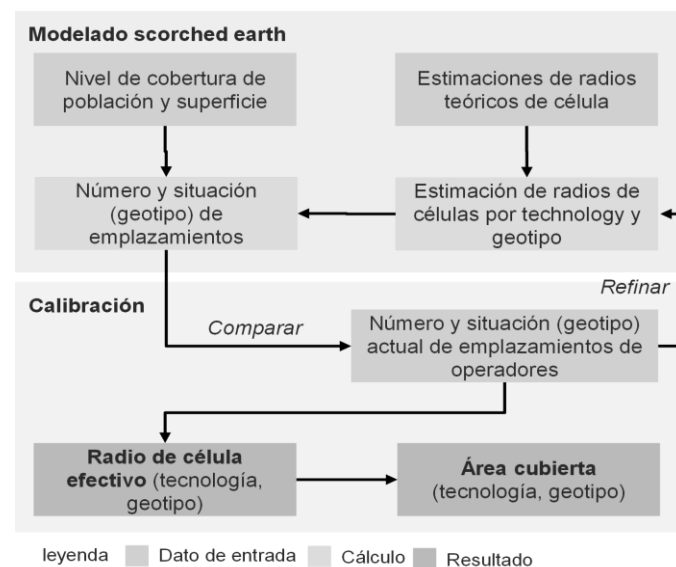 Modelado scorched earth
Nivel de cobertura de
población y superficie
Estimaciones de radios
teóricos de célula
Número y situación
(geotipo) de
emplazamientos
Estimación de radios de
células por technology y
geotipo
Refinar
Calibración
Comparar
Número y situación (geotipo)
actual de emplazamientos de
operadores
Radio de célula
efectivo (tecnología,
geotipo)
Área cubierta
(tecnología, geotipo)
leyenda Dato de entrada Cálculo Resultado